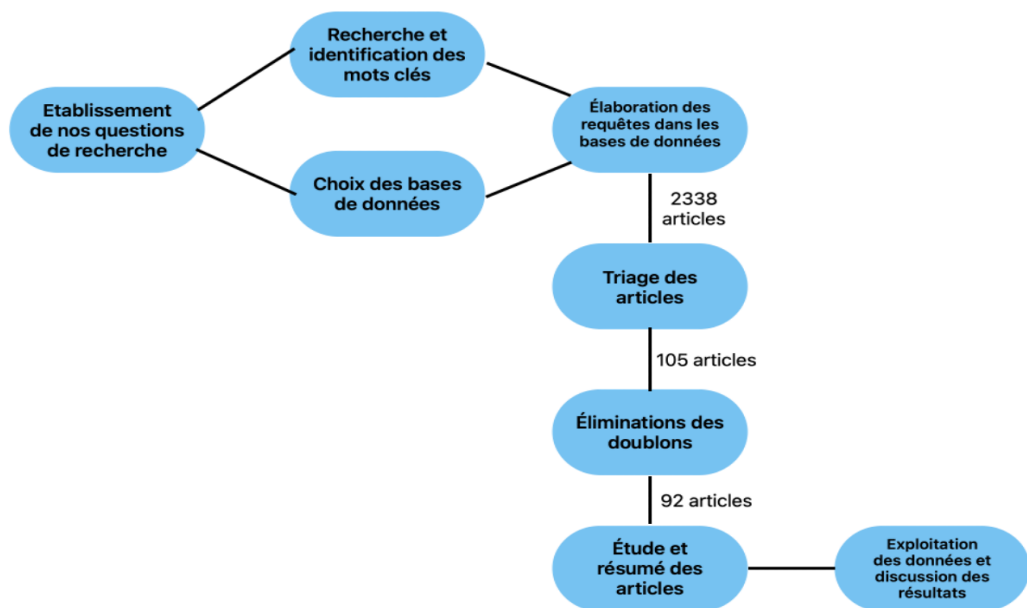 Recherche et
identification des
mots clés
Etablissement
de nos questions
de recherche
Élaboration des
requêtes dans les
bases de données
Choix des bases
de données
2338
articles
Triage des
articles
105 articles
Éliminations des
doublons
92 articles
Étude et
résumé des
articles
Exploitation
des données et
discussion des
résultats